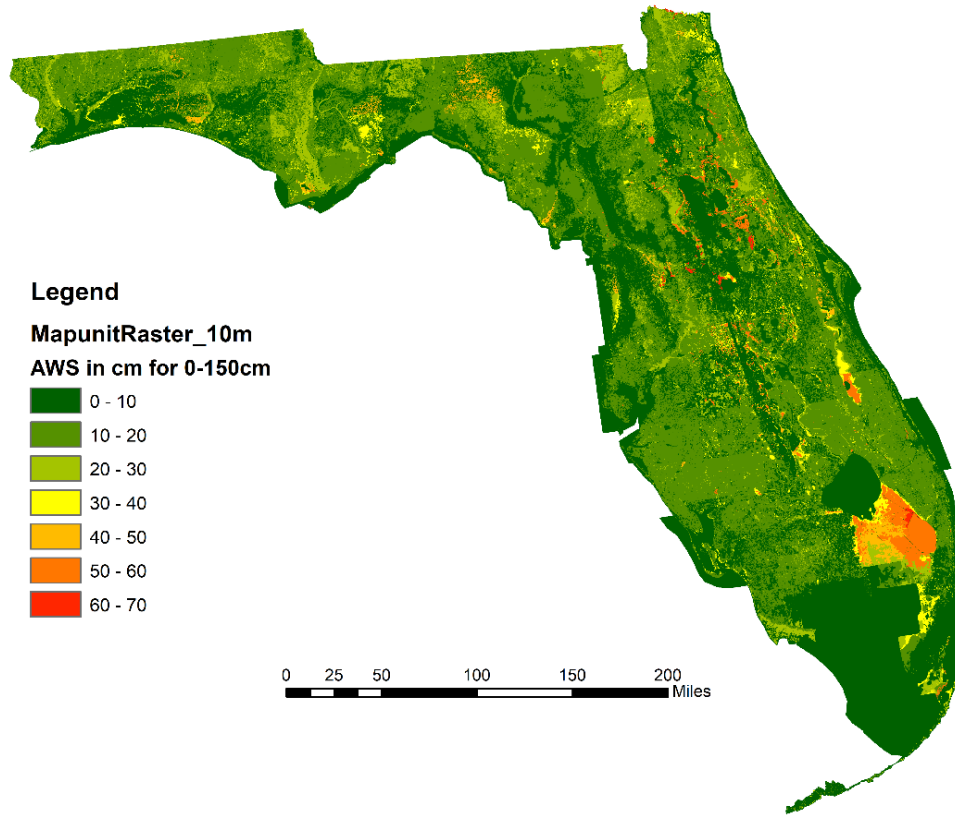 Legend
MapunitRaster_10m
AWS in cm for 0-150cm
0 - 10
10 - 20
20 - 30
30 - 40
40 - 50
50 - 60
60 - 70
0 25 50 100 150 200
Miles